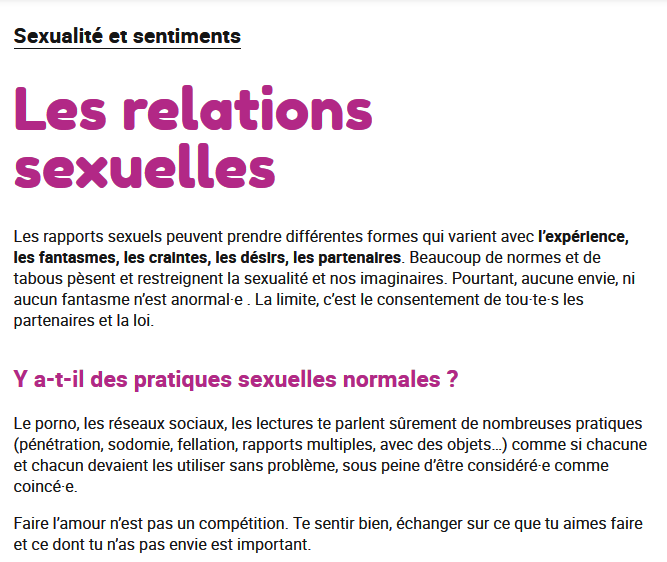 Sexualité et sentiments
Les relations
sexuelles
Les rapports sexuels peuvent prendre différentes formes qui varient avec l’expérience,
les fantasmes, les craintes, les désirs, les partenaires. Beaucoup de normes et de
tabous pèsent et restreignent la sexualité et nos imaginaires. Pourtant, aucune envie, ni
aucun fantasme n’est anormal·e . La limite, c’est le consentement de tou·te·s les
partenaires et la loi.
Y a-t-il des pratiques sexuelles normales ?
Le porno, les réseaux sociaux, les lectures te parlent sûrement de nombreuses pratiques
(pénétration, sodomie, fellation, rapports multiples, avec des objets…) comme si chacune
et chacun devaient les utiliser sans problème, sous peine d’être considéré·e comme
coincé·e.
Faire l’amour n’est pas un compétition. Te sentir bien, échanger sur ce que tu aimes faire
et ce dont tu n’as pas envie est important.